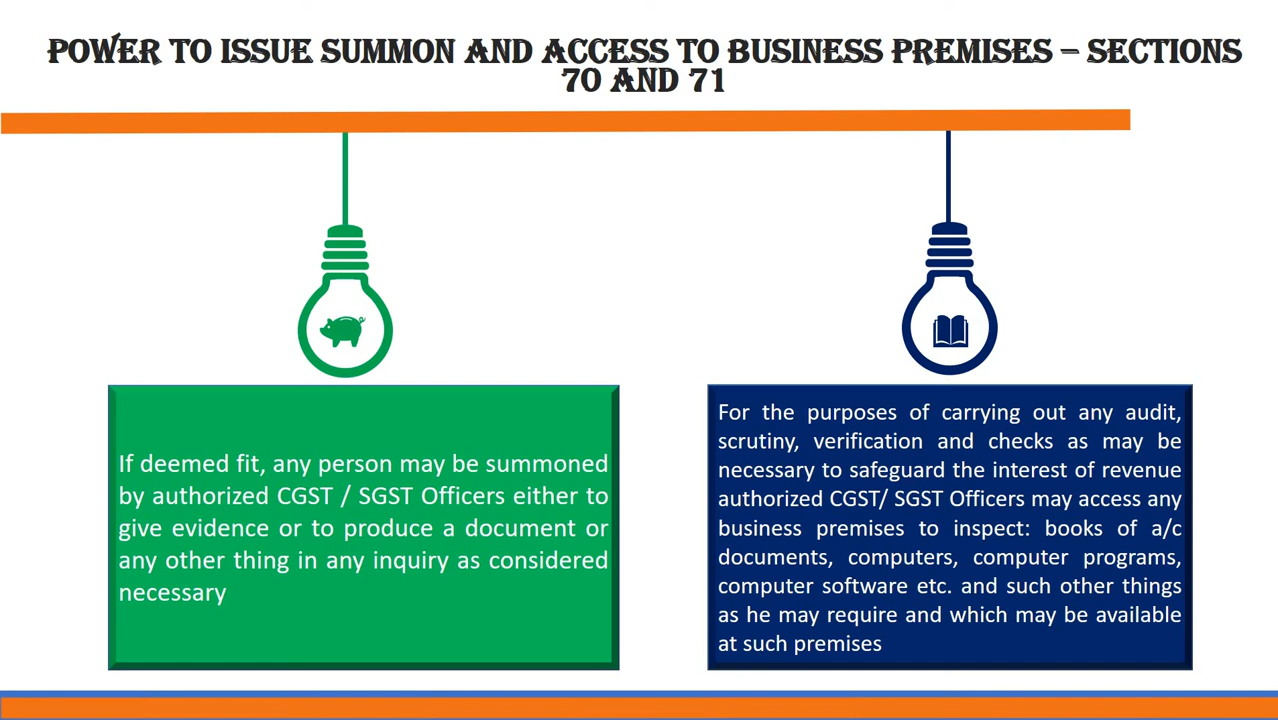 POWER TO ISSUE SUMMON AND ACCESS TO BUSINESS PREMISES – SECTIONS
70 AND 71
If deemed fit, any person may be summoned
by authorized CGST / SGST Officers either to
give evidence or to produce a document or
any other thing in any inquiry as considered
necessary
For the purposes of carrying out any audit,
scrutiny, verification and checks as may be
necessary to safeguard the interest of revenue
authorized CGST/ SGST Officers may access any
business premises to inspect: books of a/c
documents, computers, computer programs,
computer software etc. and such other things
as he may require and which may be available
at such premises